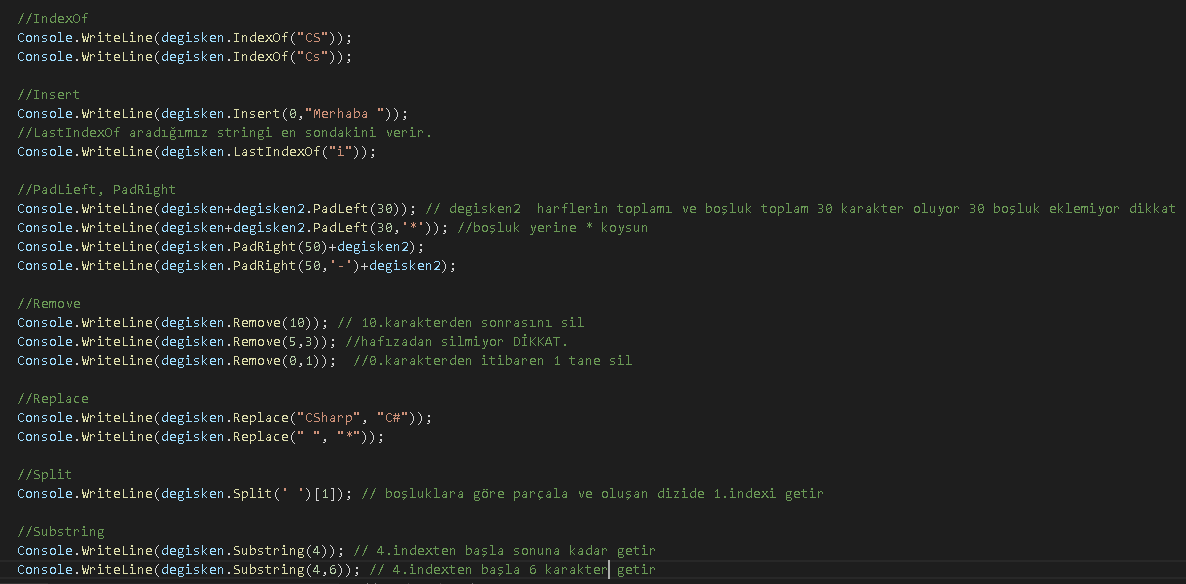 //IndexOf
Console.WriteLine(degisken.IndexOf("CS"));
Console.WriteLine(degisken.IndexOf("Cs"));
//Insert
Console.WriteLine(degisken.Insert(0,"Merhaba "));
//LastIndexOf aradığımız stringi en sondakini verir.
Console.WriteLine(degisken.LastIndexOf("i"));
//PadLieft, PadRight
Console.WriteLine(degisken+degisken2.PadLeft(30)); // degisken2  harflerin toplamı ve boşluk toplam 30 karakter oluyor 30 boşluk eklemiyor dikkat
Console.WriteLine(degisken+degisken2.PadLeft(30,'*')); //boşluk yerine * koysun
Console.WriteLine(degisken.PadRight(50)+degisken2);
Console.WriteLine(degisken.PadRight(50,'-')+degisken2);
//Remove
Console.WriteLine(degisken.Remove(10)); // 10.karakterden sonrasını sil
Console.WriteLine(degisken.Remove(5,3)); //hafızadan silmiyor DİKKAT.
Console.WriteLine(degisken.Remove(0,1));  //0.karakterden itibaren 1 tane sil
//Replace
Console.WriteLine(degisken.Replace("CSharp", "C#"));
Console.WriteLine(degisken.Replace(" ", "*"));
//Split
Console.WriteLine(degisken.Split(' ')[1]); // boşluklara göre parçala ve oluşan dizide 1.indexi getir
//Substring
Console.WriteLine(degisken.Substring(4)); // 4.indexten başla sonuna kadar getir
Console.WriteLine(degisken.Substring(4,6)); // 4.indexten başla 6 karakter getir